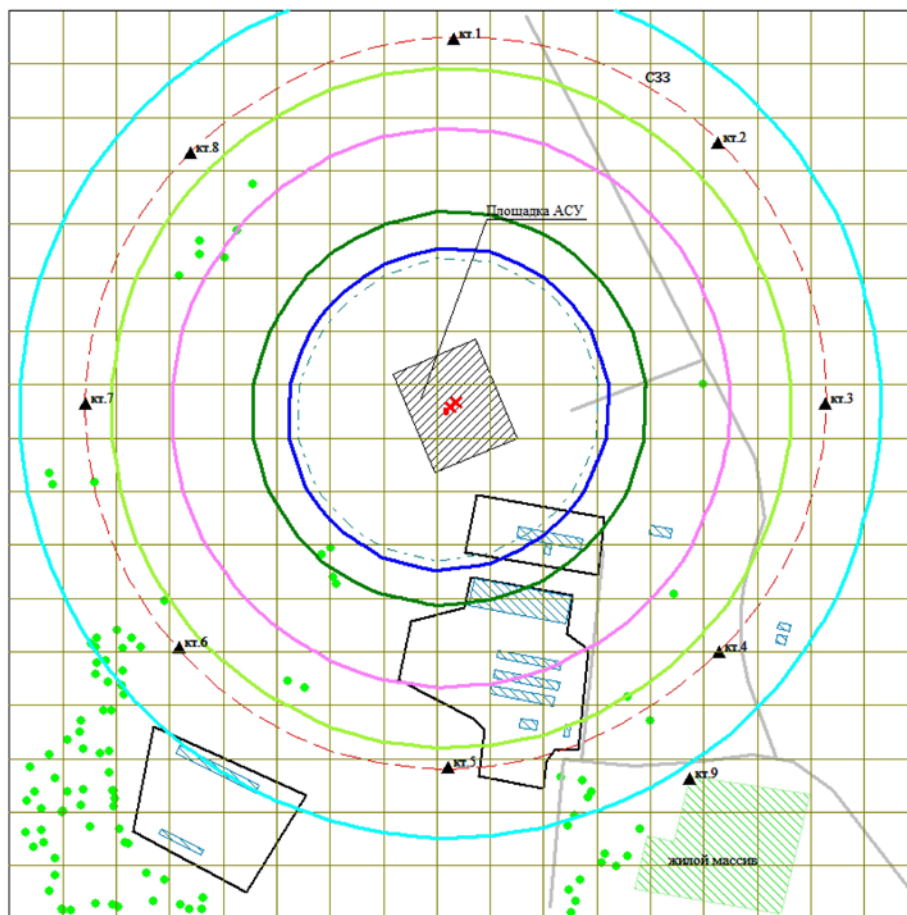 кт.1
СЗЗ
кт.2
кт.8
Площадка АСУ
кт.7
кт.3
кт.6
кт.4
кт.5
кт.9
жилой массив